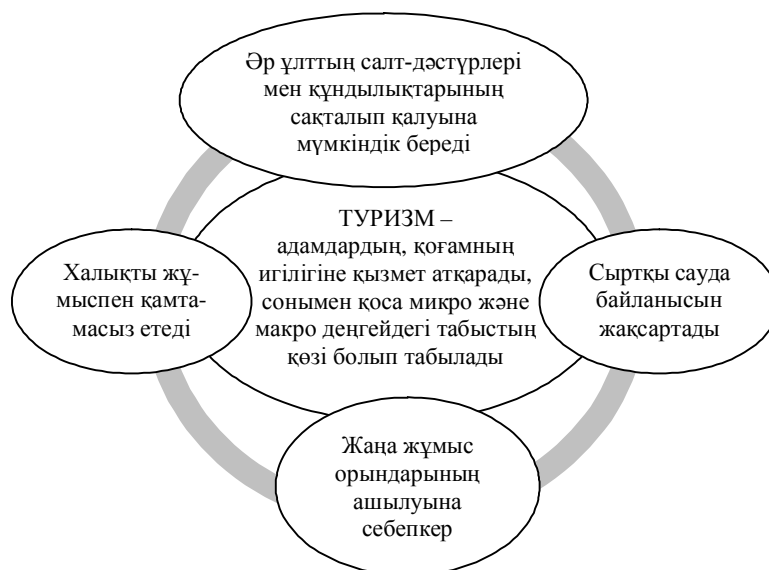 Әр ұлттың салт-дәстүрлері
мен құндылықтарының
сақталып қалуына
мүмкіндік береді
ТУРИЗМ –
адамдардың, қоғамның
игілігіне қызмет атқарады,
сонымен қоса микро және
макро деңгейдегі табыстың
көзі болып табылады
Халықты жұ-
мыспен қамта-
масыз етеді
Сыртқы сауда
байланысын
жақсартады
Жаңа жұмыс
орындарының
ашылуына
себепкер